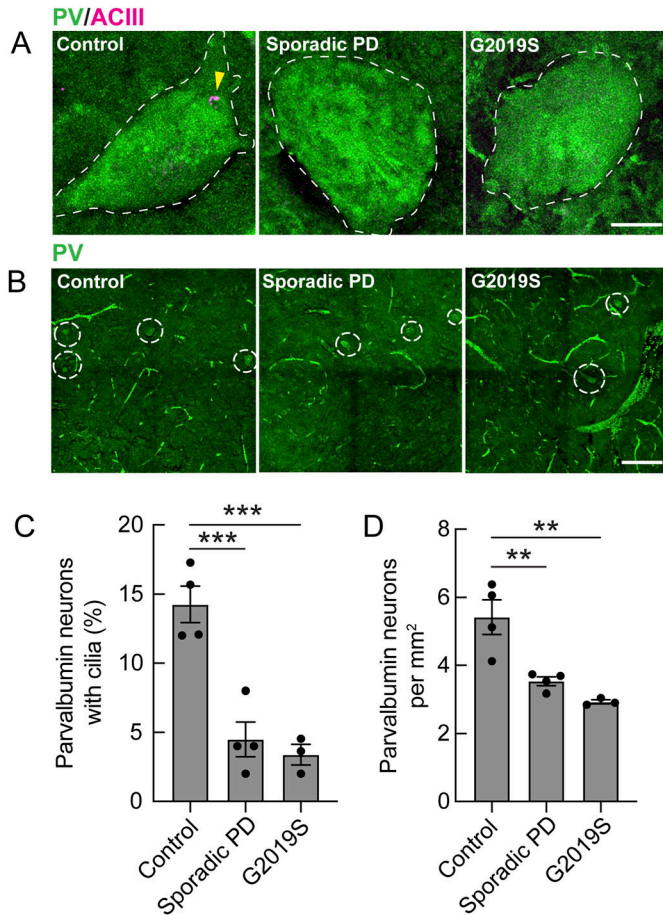 PV/ACIII
A
Control
Sporadic PD
G2019S
PV
B
Control
Sporadic PD
G2019S
C
Parvalbumin neurons
with cilia (%)
20
15
10
5
0
***
***
Control
Sporadic PD
G2019S
D
Parvalbumin neurons
per mm²
8
6
4
2
0
**
**
Control
Sporadic PD
G2019S